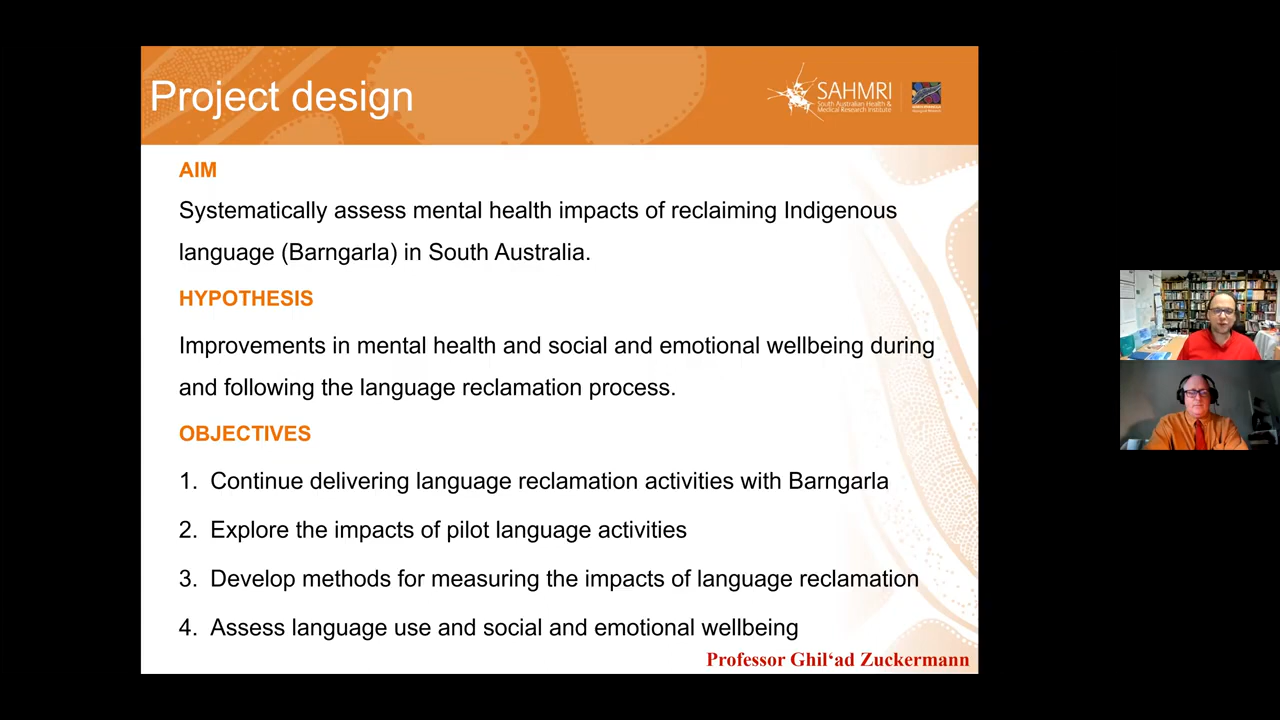 Project design
SAHMRI
South Australian Health &
Medical Research Institute
AIM
Systematically assess mental health impacts of reclaiming Indigenous
language (Barngarla) in South Australia.
HYPOTHESIS
Improvements in mental health and social and emotional wellbeing during
and following the language reclamation process.
OBJECTIVES
1. Continue delivering language reclamation activities with Barngarla
2. Explore the impacts of pilot language activities
3. Develop methods for measuring the impacts of language reclamation
4. Assess language use and social and emotional wellbeing
Professor Ghil‘ad Zuckermann